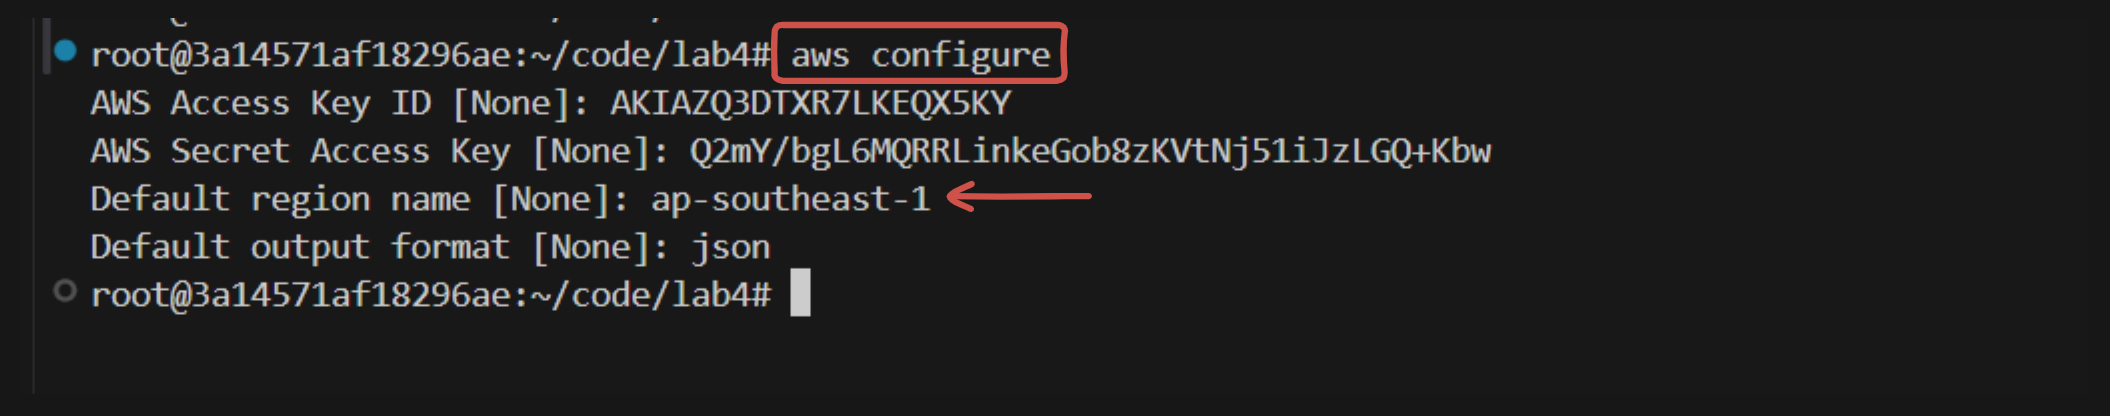 root@3a14571af18296ae:~/code/lab4# aws configure
AWS Access Key ID [None]: AKIAZQ3DTXR7LKEQX5KY
AWS Secret Access Key [None]: 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
Default region name [None]: ap-southeast-1
Default output format [None]: json
root@3a14571af18296ae:~/code/lab4#